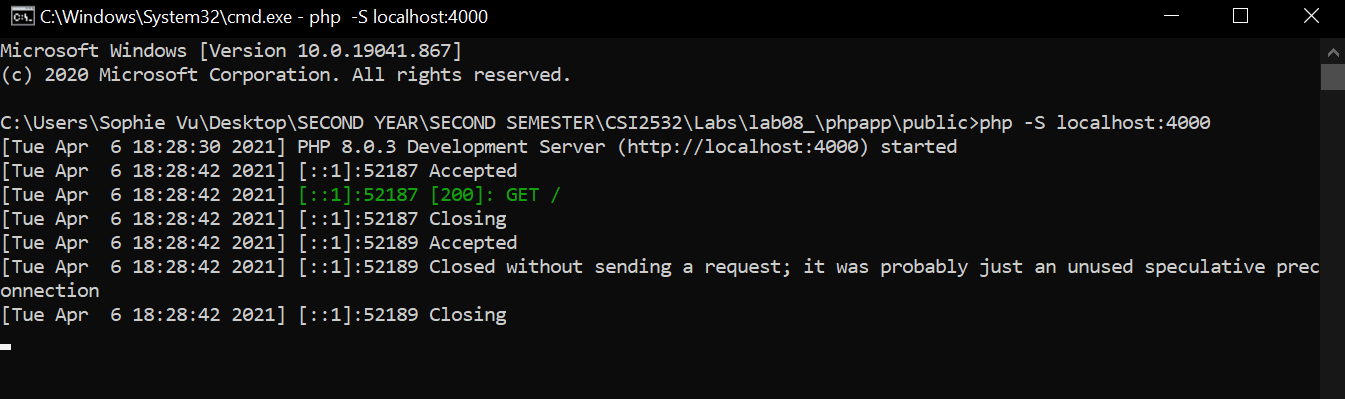 C:\Windows\System32\cmd.exe - php  -S localhost:4000
Microsoft Windows [Version 10.0.19041.867]
(c) 2020 Microsoft Corporation. All rights reserved.
C:\Users\Sophie Vu\Desktop\SECOND YEAR\SECOND SEMESTER\CSI2532\Labs\lab08_\phpapp\public>php -S localhost:4000
[Tue Apr  6 18:28:30 2021] PHP 8.0.3 Development Server (http://localhost:4000) started
[Tue Apr  6 18:28:42 2021] [::1]:52187 Accepted
[Tue Apr  6 18:28:42 2021] [::1]:52187 [200]: GET /
[Tue Apr  6 18:28:42 2021] [::1]:52187 Closing
[Tue Apr  6 18:28:42 2021] [::1]:52189 Accepted
[Tue Apr  6 18:28:42 2021] [::1]:52189 Closed without sending a request; it was probably just an unused speculative prec
onnection
[Tue Apr  6 18:28:42 2021] [::1]:52189 Closing